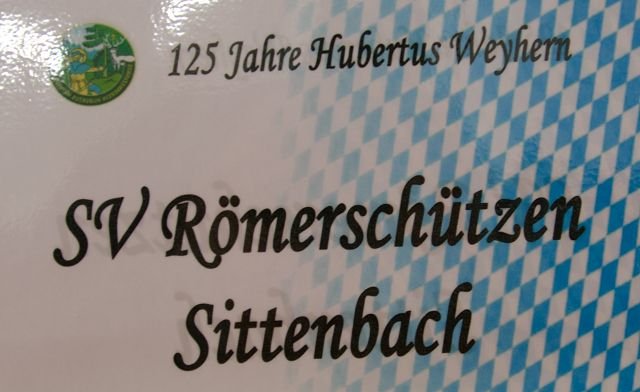 125 Jahre Hubertus Weyhern
SV Römerschützen
Sittenbach